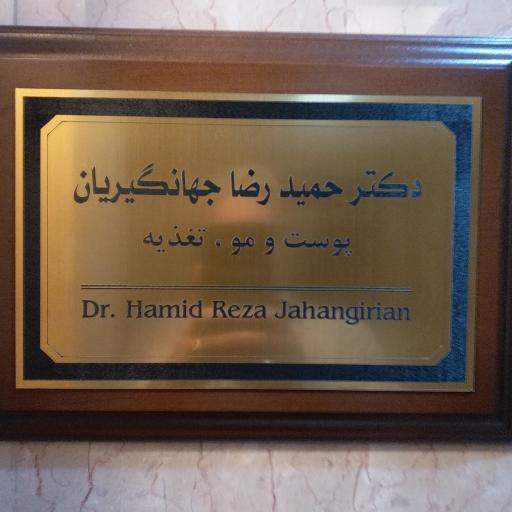 دکتر حمید رضا جهانگیریان
پوست و مو . تغذیه
Dr. Hamid Reza Jahangirian